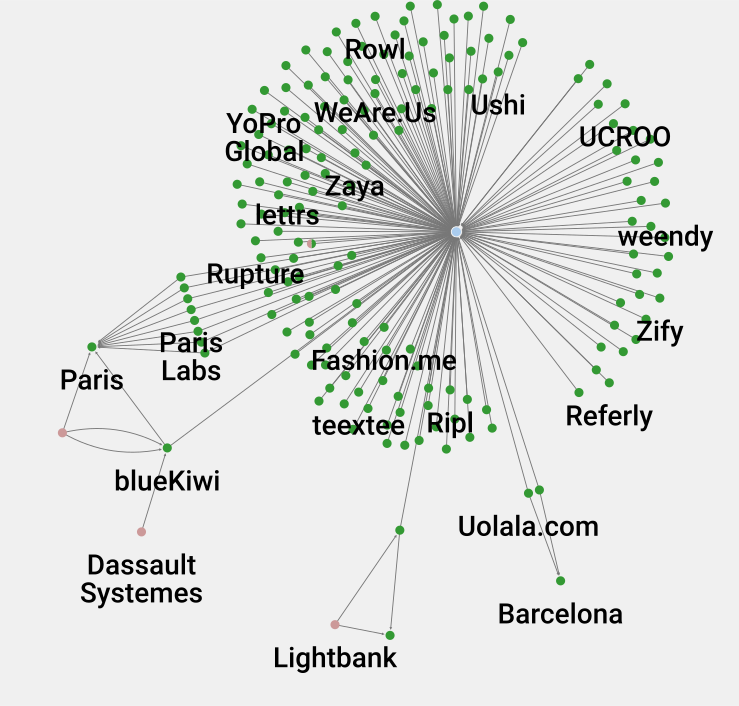 Rowl
Ushi
WeAre.Us
YoPro
Global
UCROO
Zaya
lettrs
weendy
Rupture
Zify
Paris
Labs
Fashion.me
Paris
Referly
teextee
Ripl
blueKiwi
Uolala.com
Dassault
Systemes
Barcelona
Lightbank